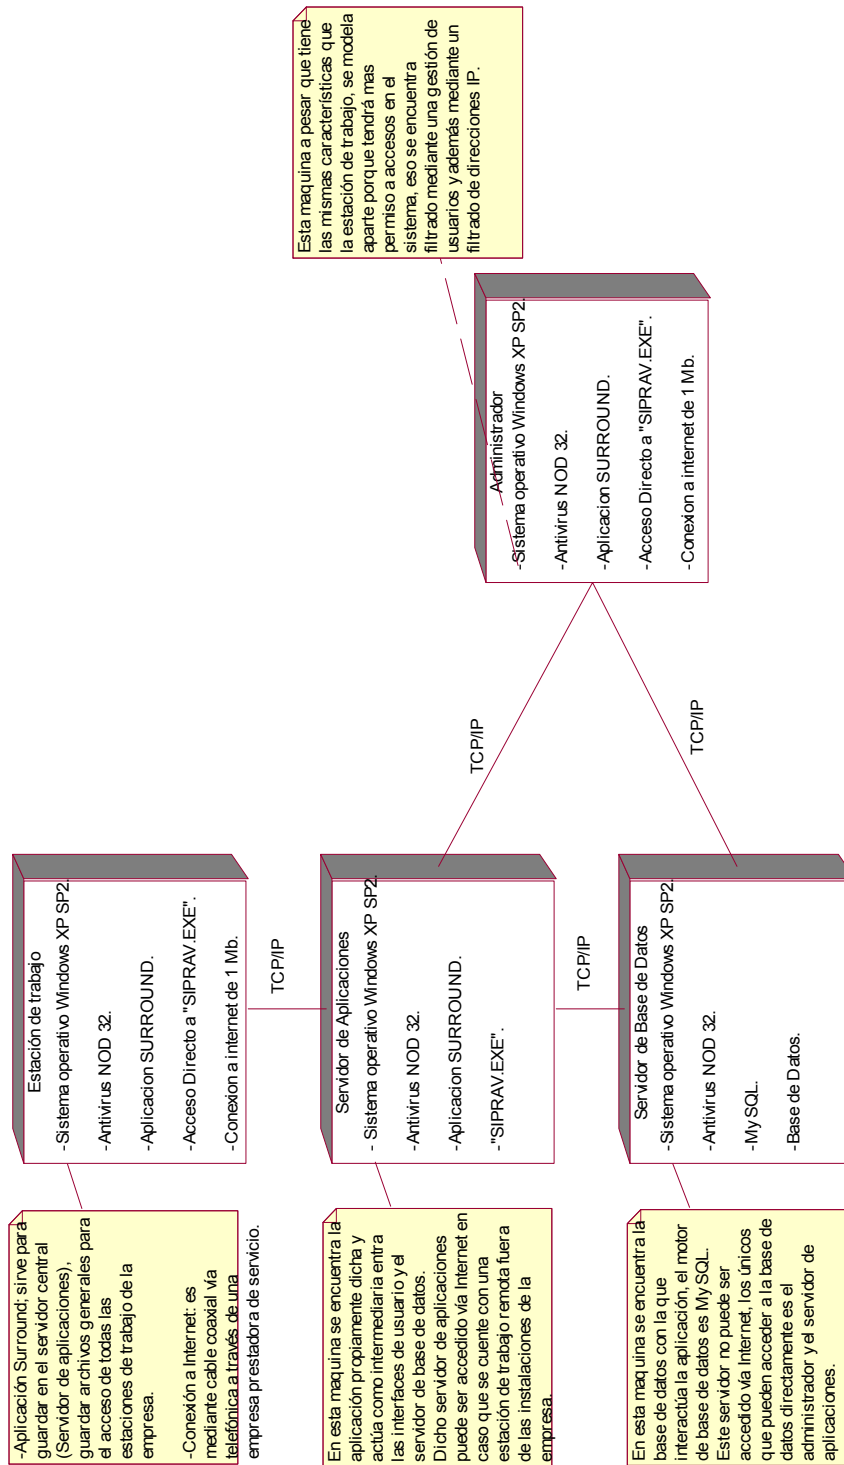 -Aplicación Surround; sirve para
guardar en el servidor central
(Servidor de aplicaciones),
guardar archivos generales para
el acceso de todas las
estaciones de trabajo de la
empresa.
-Conexión a Internet: es
mediante cable coaxial vía
telefónica a través de una
empresa prestadora de servicio.
Estación de trabajo
-Sistema operativo Windows XP SP2.
-Antivirus NOD 32.
-Aplicacion SURROUND.
-Acceso Directo a "SIPRAV.EXE".
-Conexion a internet de 1 Mb.
TCP/IP
En esta maquina se encuentra la
aplicación propiamente dicha y
actúa como intermediaria entra
las interfaces de usuario y el
servidor de base de datos.
Dicho servidor de aplicaciones
puede ser accedido vía Internet en
caso que se cuente con una
estación de trabajo remota fuera
de las instalaciones de la
empresa.
Servidor de Aplicaciones
- Sistema operativo Windows XP SP2.
-Antivirus NOD 32.
-Aplicacion SURROUND.
-"SIPRAV.EXE".
TCP/IP
En esta maquina se encuentra la
base de datos con la que
interactúa la aplicación, el motor
de base de datos es MySQL.
Este servidor no puede ser
accedido vía Internet, los únicos
que pueden acceder a la base de
datos directamente es el
administrador y el servidor de
aplicaciones.
Servidor de Base de Datos
-Sistema operativo Windows XP SP2.
-Antivirus NOD 32.
-MySQL.
-Base de Datos.
TCP/IP
TCP/IP
Administrador
-Sistema operativo Windows XP SP2.
-Antivirus NOD 32.
-Aplicacion SURROUND.
-Acceso Directo a "SIPRAV.EXE".
-Conexion a internet de 1 Mb.
Esta maquina a pesar que tiene
las mismas características que
la estación de trabajo, se modela
aparte porque tendrá mas
permiso a accesos en el
sistema, eso se encuentra
filtrado mediante una gestión de
usuarios y además mediante un
filtrado de direcciones IP.